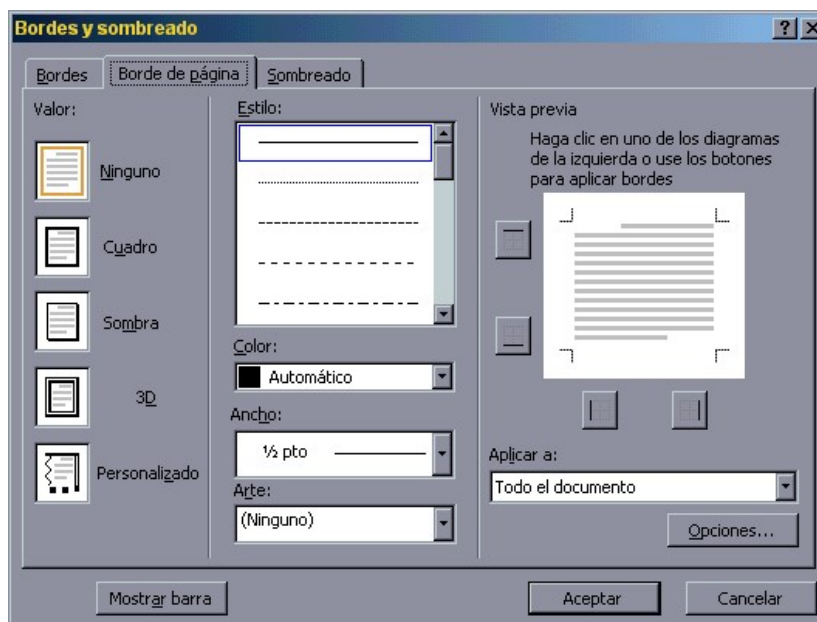 Bordes y sombreado
Bordes
Borde de página
Sombreado
Valor:
Ninguno
Cuadro
Sombra
3D
Personalizado
Estilo:
Color:
Automático
Ancho:
½ pto
Arte:
(Ninguno)
Vista previa
Haga clic en uno de los diagramas
de la izquierda o use los botones
para aplicar bordes
Aplicar a:
Todo el documento
Opciones...
Mostrar barra
Aceptar
Cancelar